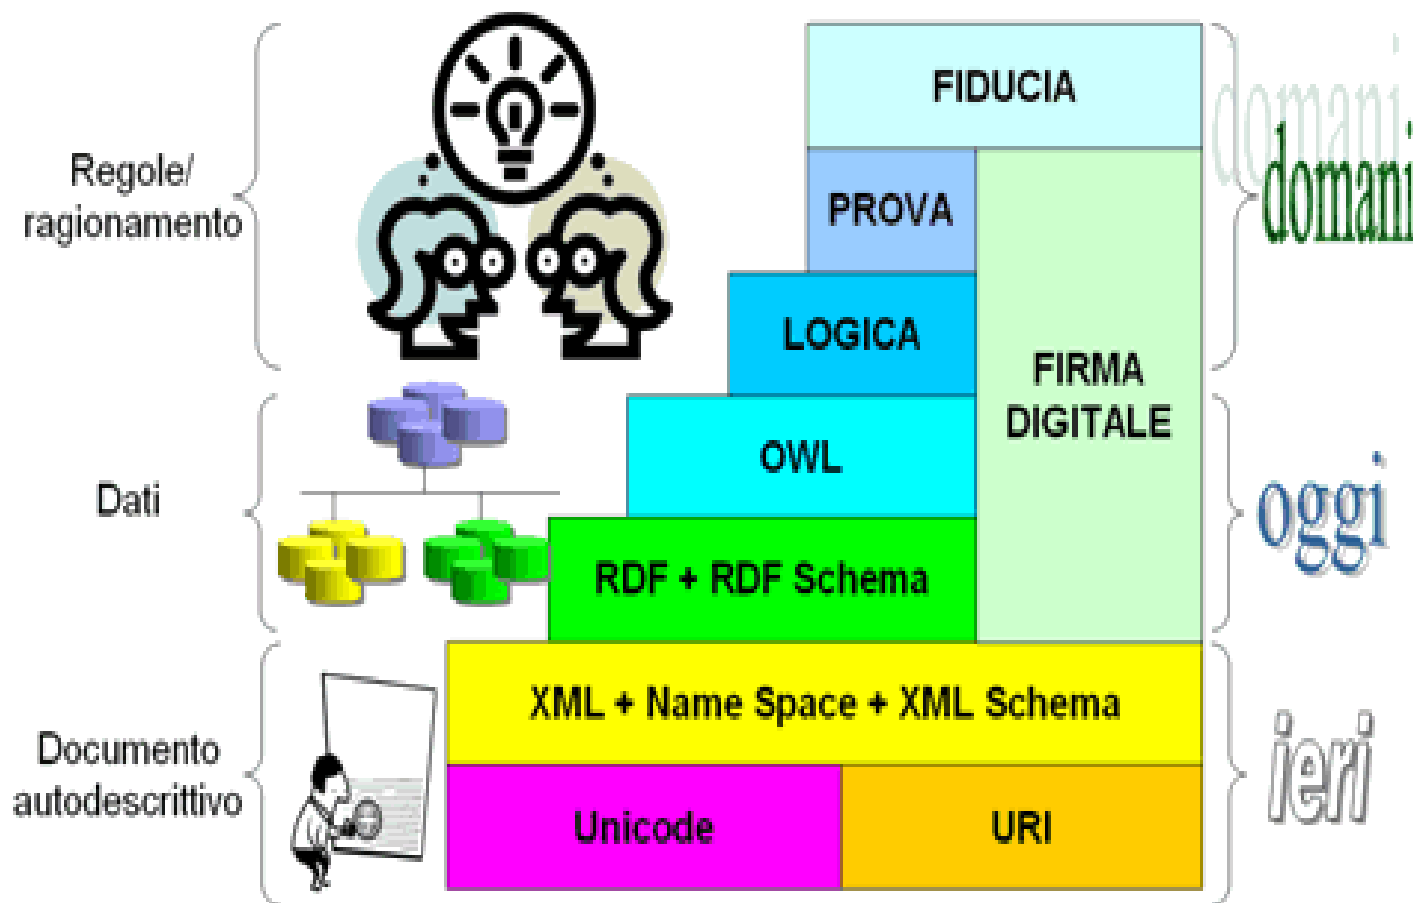 FIDUCIA
domani
domani
Regole/
ragionamento
PROVA
LOGICA
FIRMA
DIGITALE
OWL
Dati
oggi
RDF + RDF Schema
XML + Name Space + XML Schema
Documento
autodescrittivo
ieri
Unicode
URI